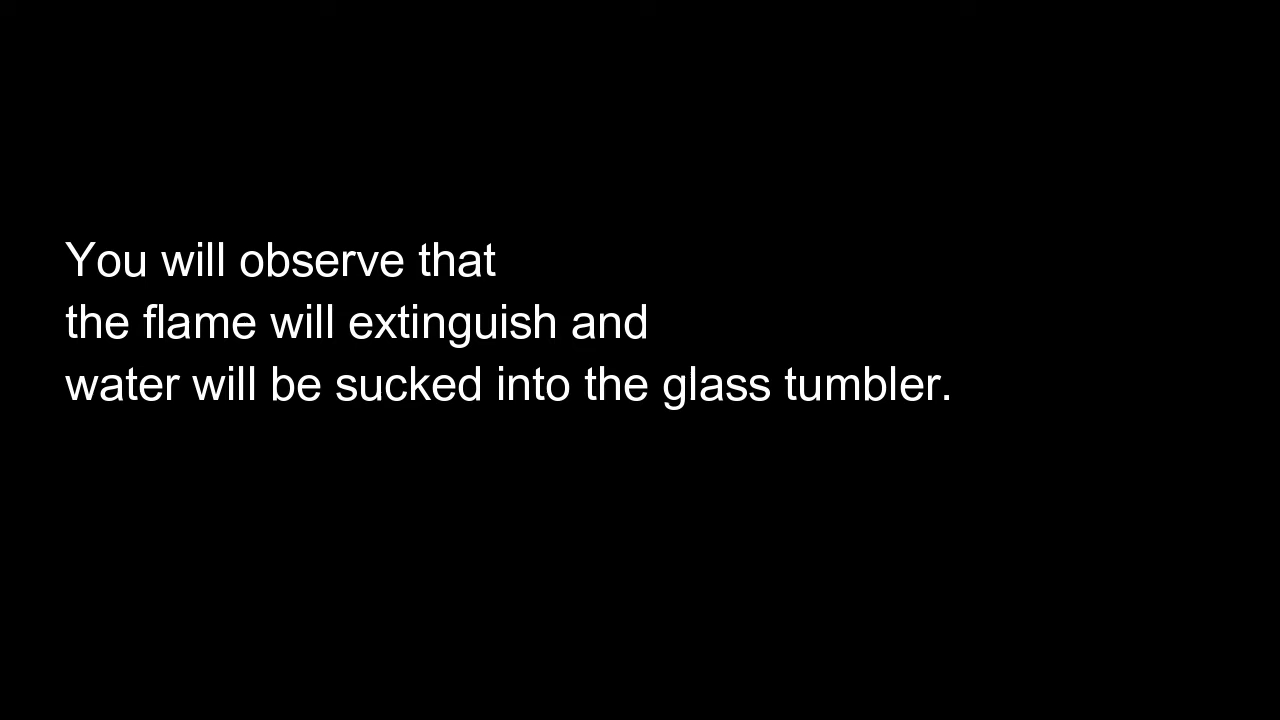 You will observe that
the flame will extinguish and
water will be sucked into the glass tumbler.